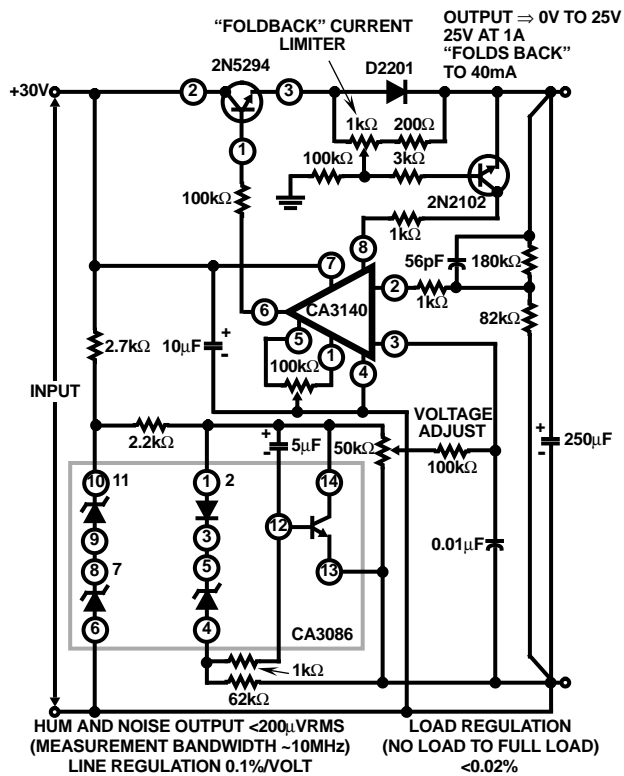 OUTPUT ⇒ 0V TO 25V
25V AT 1A
“FOLDS BACK”
TO 40mA
“FOLDBACK” CURRENT
LIMITER
2N5294
D2201
+30V
2
3
1kΩ
200Ω
1
100kΩ
3kΩ
100kΩ
2N2102
1kΩ
8
7
56pF
180kΩ
2
6
CA3140
1kΩ
82kΩ
5
3
2.7kΩ
10μF
+
-
1
100kΩ
4
INPUT
VOLTAGE
ADJUST
2.2kΩ
+
-
5μF
50kΩ
100kΩ
+
-
250μF
10
11
1
2
14
9
3
12
0.01μF
8
7
5
13
6
4
CA3086
1kΩ
62kΩ
HUM AND NOISE OUTPUT <200μVRMS
(MEASUREMENT BANDWIDTH ~10MHz)
LINE REGULATION 0.1%/VOLT
LOAD REGULATION
(NO LOAD TO FULL LOAD)
<0.02%